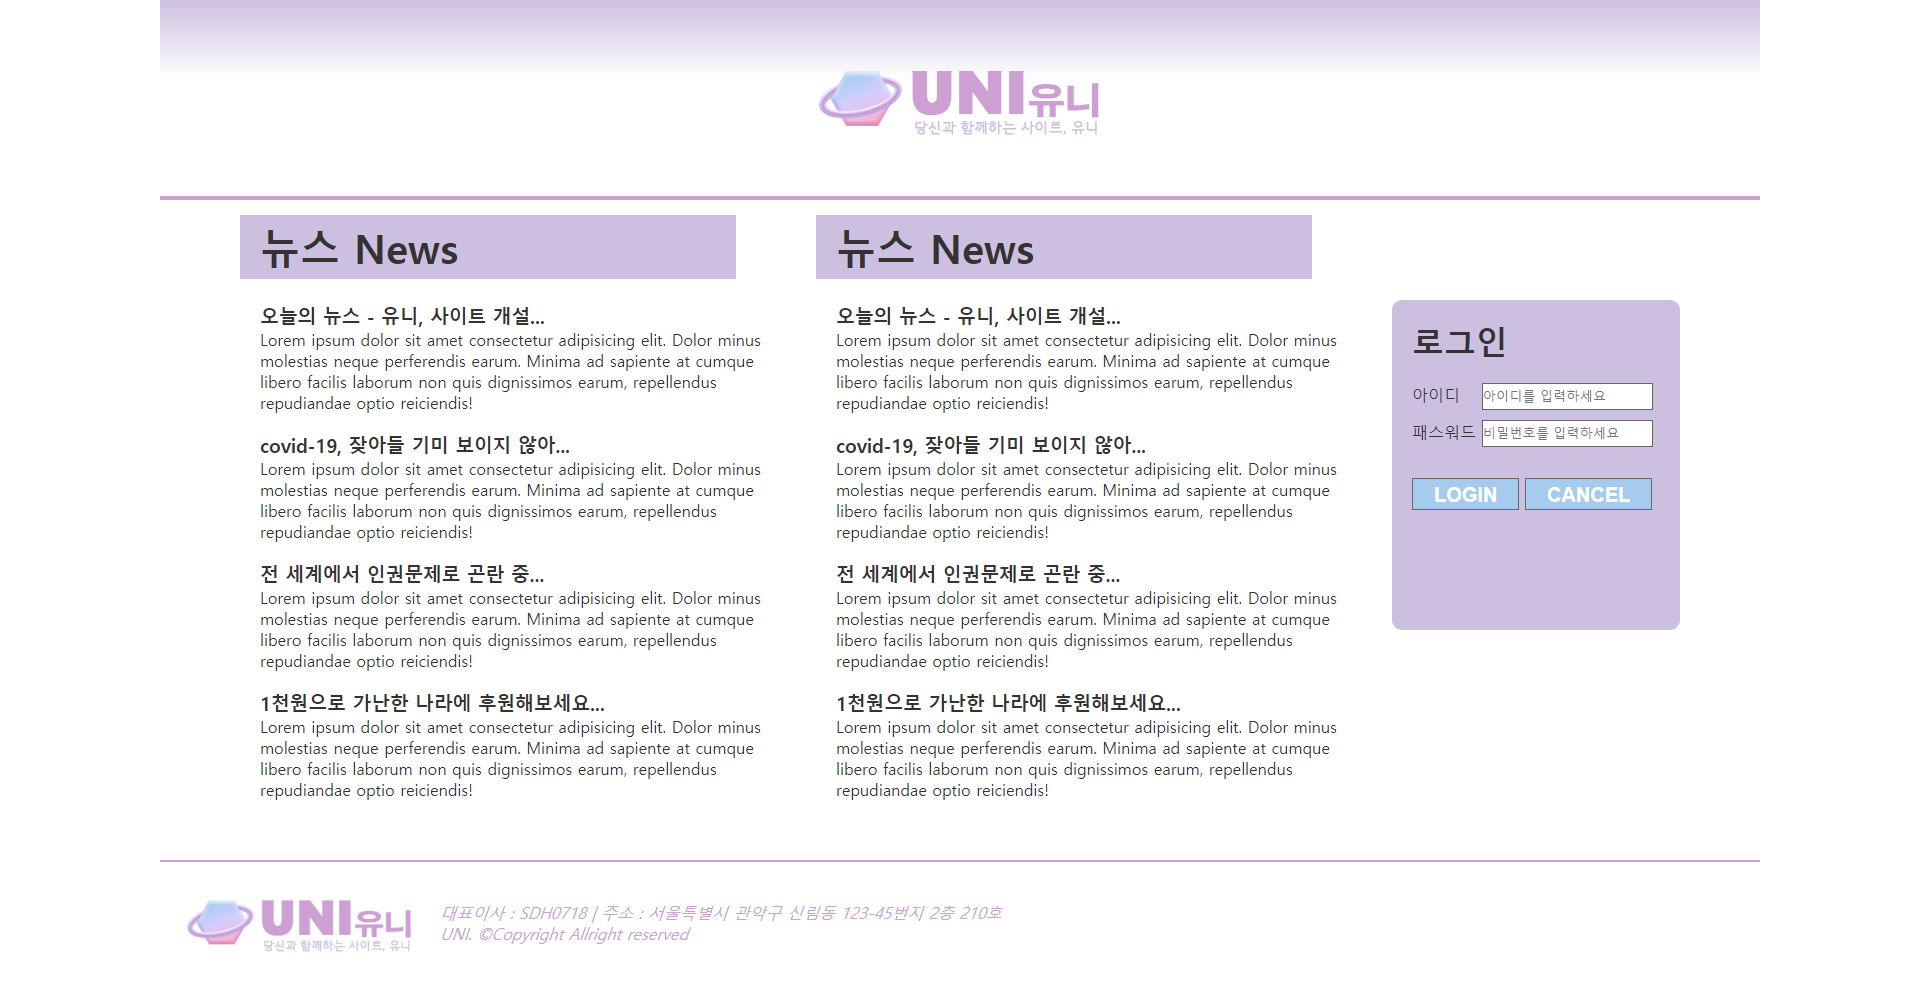 UNI유니
당신과 함께하는 사이트, 유니
뉴스 News
오늘의 뉴스 - 유니, 사이트 개설...
Lorem ipsum dolor sit amet consectetur adipisicing elit. Dolor minus
molestias neque perferendis earum. Minima ad sapiente at cumque
libero facilis laborum non quis dignissimos earum, repellendus
repudiandae optio reiciendis!
covid-19, 잦아들 기미 보이지 않아...
Lorem ipsum dolor sit amet consectetur adipisicing elit. Dolor minus
molestias neque perferendis earum. Minima ad sapiente at cumque
libero facilis laborum non quis dignissimos earum, repellendus
repudiandae optio reiciendis!
전 세계에서 인권문제로 곤란 중...
Lorem ipsum dolor sit amet consectetur adipisicing elit. Dolor minus
molestias neque perferendis earum. Minima ad sapiente at cumque
libero facilis laborum non quis dignissimos earum, repellendus
repudiandae optio reiciendis!
1천원으로 가난한 나라에 후원해보세요...
Lorem ipsum dolor sit amet consectetur adipisicing elit. Dolor minus
molestias neque perferendis earum. Minima ad sapiente at cumque
libero facilis laborum non quis dignissimos earum, repellendus
repudiandae optio reiciendis!
뉴스 News
오늘의 뉴스 - 유니, 사이트 개설...
Lorem ipsum dolor sit amet consectetur adipisicing elit. Dolor minus
molestias neque perferendis earum. Minima ad sapiente at cumque
libero facilis laborum non quis dignissimos earum, repellendus
repudiandae optio reiciendis!
covid-19, 잦아들 기미 보이지 않아...
Lorem ipsum dolor sit amet consectetur adipisicing elit. Dolor minus
molestias neque perferendis earum. Minima ad sapiente at cumque
libero facilis laborum non quis dignissimos earum, repellendus
repudiandae optio reiciendis!
전 세계에서 인권문제로 곤란 중...
Lorem ipsum dolor sit amet consectetur adipisicing elit. Dolor minus
molestias neque perferendis earum. Minima ad sapiente at cumque
libero facilis laborum non quis dignissimos earum, repellendus
repudiandae optio reiciendis!
1천원으로 가난한 나라에 후원해보세요...
Lorem ipsum dolor sit amet consectetur adipisicing elit. Dolor minus
molestias neque perferendis earum. Minima ad sapiente at cumque
libero facilis laborum non quis dignissimos earum, repellendus
repudiandae optio reiciendis!
로그인
아이디 아이디를 입력하세요
패스워드 비밀번호를 입력하세요
LOGIN CANCEL
UNI유니
당신과 함께하는 사이트, 유니
대표이사 : SDH0718 | 주소 : 서울특별시 관악구 신림동 123-45번지 2층 210호
UNI. ©Copyright Allright reserved